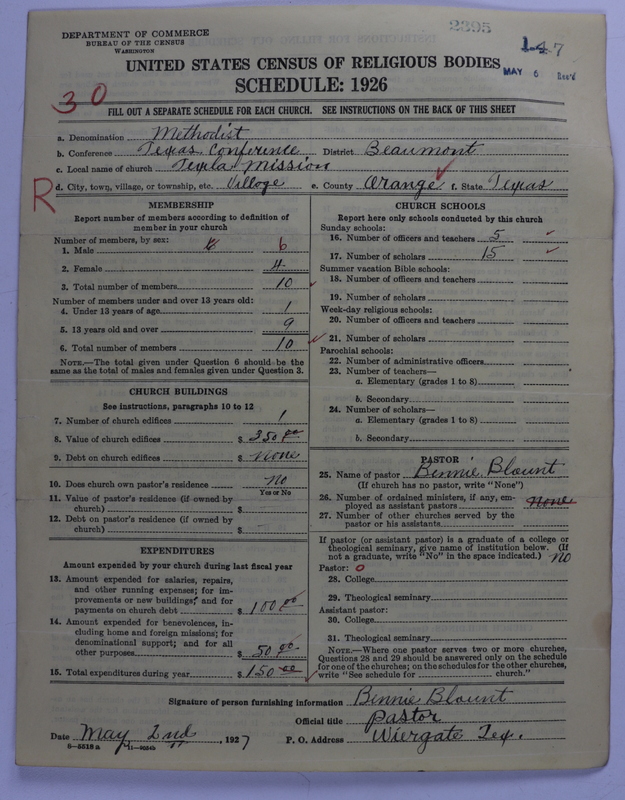 2395
DEPARTMENT OF COMMERCE
BUREAU OF THE CENSUS
WASHINGTON
147
MAY 6 Rec'd
UNITED STATES CENSUS OF RELIGIOUS BODIES
SCHEDULE: 1926
30
FILL OUT A SEPARATE SCHEDULE FOR EACH CHURCH. SEE INSTRUCTIONS ON THE BACK OF THIS SHEET
a. Denomination Methodist
b. Conference Texas Conference District Beaumont
c. Local name of church Texla Mission
R
d. City, town, village, or township, etc. Village e. County Orange f. State Texas
MEMBERSHIP
Report number of members according to definition of
member in your church
Number of members, by sex:
1. Male 6
2. Female 4
3. Total number of members 10
Number of members under and over 13 years old:
4. Under 13 years of age 1
5. 13 years old and over 9
6. Total number of members 10
NOTE.—The total given under Question 6 should be the
same as the total of males and females given under Question 3.
CHURCH BUILDINGS
See instructions, paragraphs 10 to 12
7. Number of church edifices 1
8. Value of church edifices $ 350 00
9. Debt on church edifices $ None
10. Does church own pastor's residence no
Yes or No
11. Value of pastor's residence (if owned by
church) $
12. Debt on pastor's residence (if owned by
church) $
EXPENDITURES
Amount expended by your church during last fiscal year
13. Amount expended for salaries, repairs,
and other running expenses; for im-
provements or new buildings; and for
payments on church debt $ 100 00
14. Amount expended for benevolences, in-
cluding home and foreign missions; for
denominational support; and for all
other purposes $ 50 00
15. Total expenditures during year $ 150 00
CHURCH SCHOOLS
Report here only schools conducted by this church
Sunday schools:
16. Number of officers and teachers 5
17. Number of scholars 15
Summer vacation Bible schools:
18. Number of officers and teachers
19. Number of scholars
Week-day religious schools:
20. Number of officers and teachers
21. Number of scholars
Parochial schools:
22. Number of administrative officers
23. Number of teachers—
a. Elementary (grades 1 to 8)
b. Secondary
24. Number of scholars—
a. Elementary (grades 1 to 8)
b. Secondary
PASTOR
25. Name of pastor Bennie Blount
(If church has no pastor, write "None")
26. Number of ordained ministers, if any, em-
ployed as assistant pastors None
27. Number of other churches served by the
pastor or his assistants
If pastor (or assistant pastor) is a graduate of a college or
theological seminary, give name of institution below. (If
not a graduate, write "No" in the space indicated.) No
Pastor: 0
28. College
29. Theological seminary
Assistant pastor:
30. College
31. Theological seminary
NOTE.—Where one pastor serves two or more churches,
Questions 28 and 29 should be answered only on the schedule
for one of the churches; on the schedules for the other churches,
write "See schedule for church."
Signature of person furnishing information Bennie Blount
Official title Pastor
Date May 2nd, 1927 P. O. Address Wiergate Tex.
6—5518 a 11—4624b